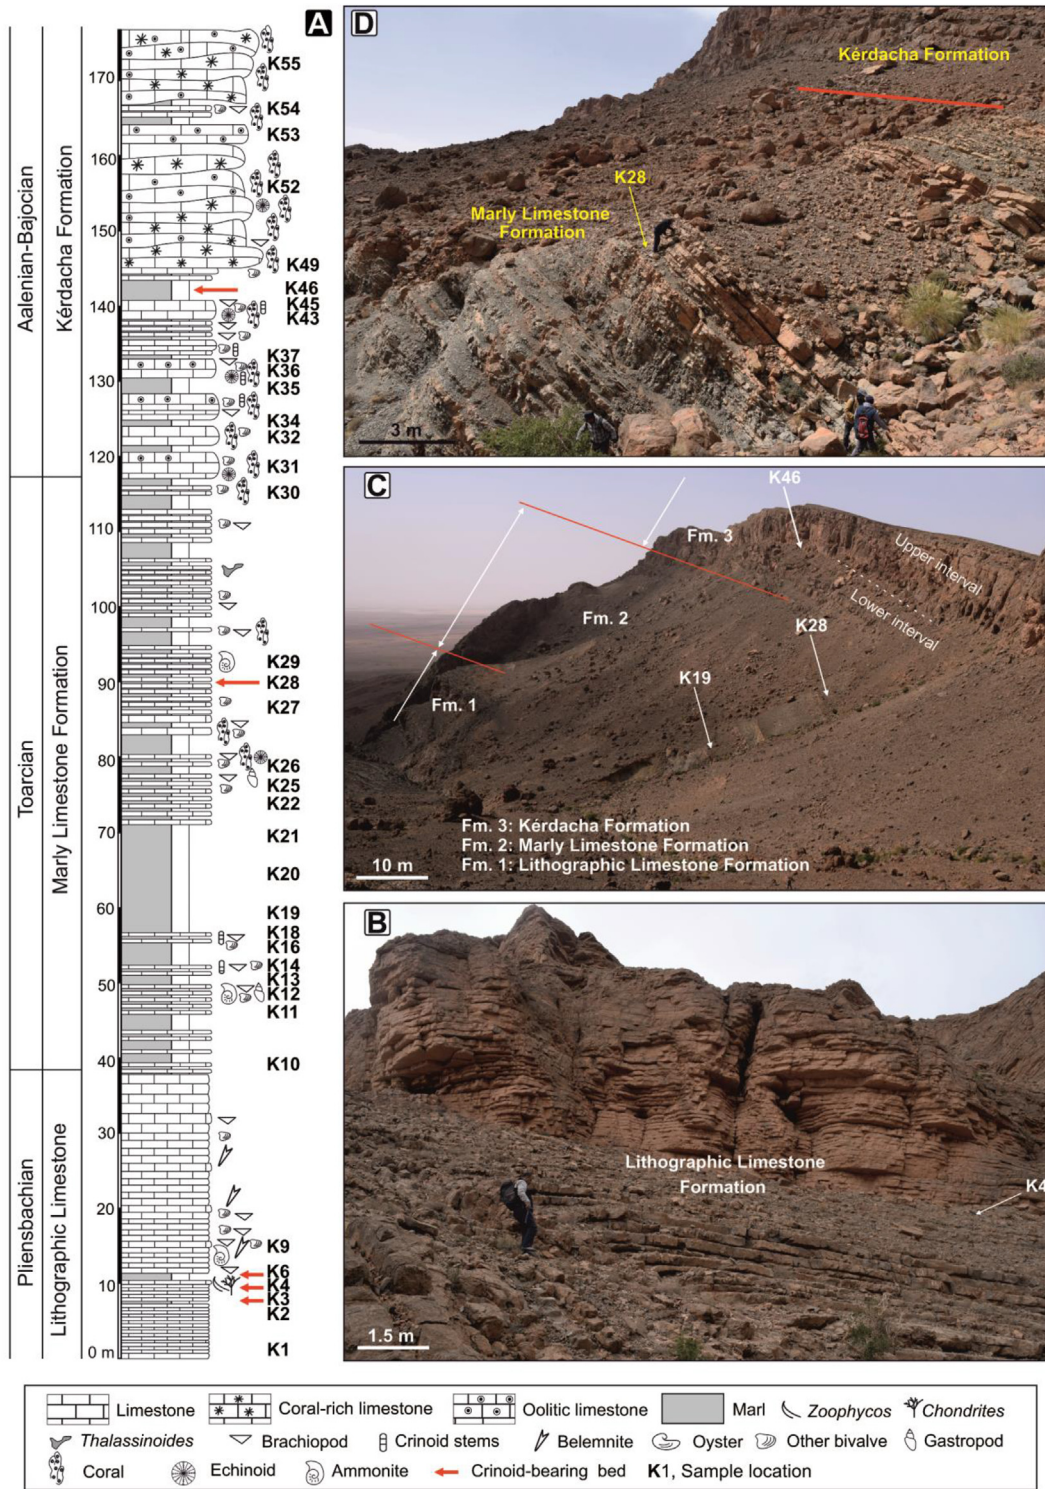 A
Aalenian-Bajocian
Kérdacha Formation
Toarcian
Marly Limestone Formation
Pliensbachian
Lithographic Limestone
170
160
150
140
130
120
110
100
90
80
70
60
50
40
30
20
10
0 m
K55
K54
K53
K52
K49
K46
K45
K43
K37
K36
K35
K34
K32
K31
K30
K29
K28
K27
K26
K25
K22
K21
K20
K19
K18
K16
K14
K13
K12
K11
K10
K9
K6
K4
K3
K2
K1
D
Kérdacha Formation
K28
Marly Limestone
Formation
3 m
C
K46
Fm. 3
Upper interval
Lower interval
Fm. 2
K28
K19
Fm. 1
Fm. 3: Kérdacha Formation
Fm. 2: Marly Limestone Formation
Fm. 1: Lithographic Limestone Formation
10 m
B
Lithographic Limestone
Formation
K4
1.5 m
Limestone Coral-rich limestone Oolitic limestone Marl Zoophycos Chondrites
Thalassinoides Brachiopod Crinoid stems Belemnite Oyster Other bivalve Gastropod
Coral Echinoid Ammonite Crinoid-bearing bed K1, Sample location